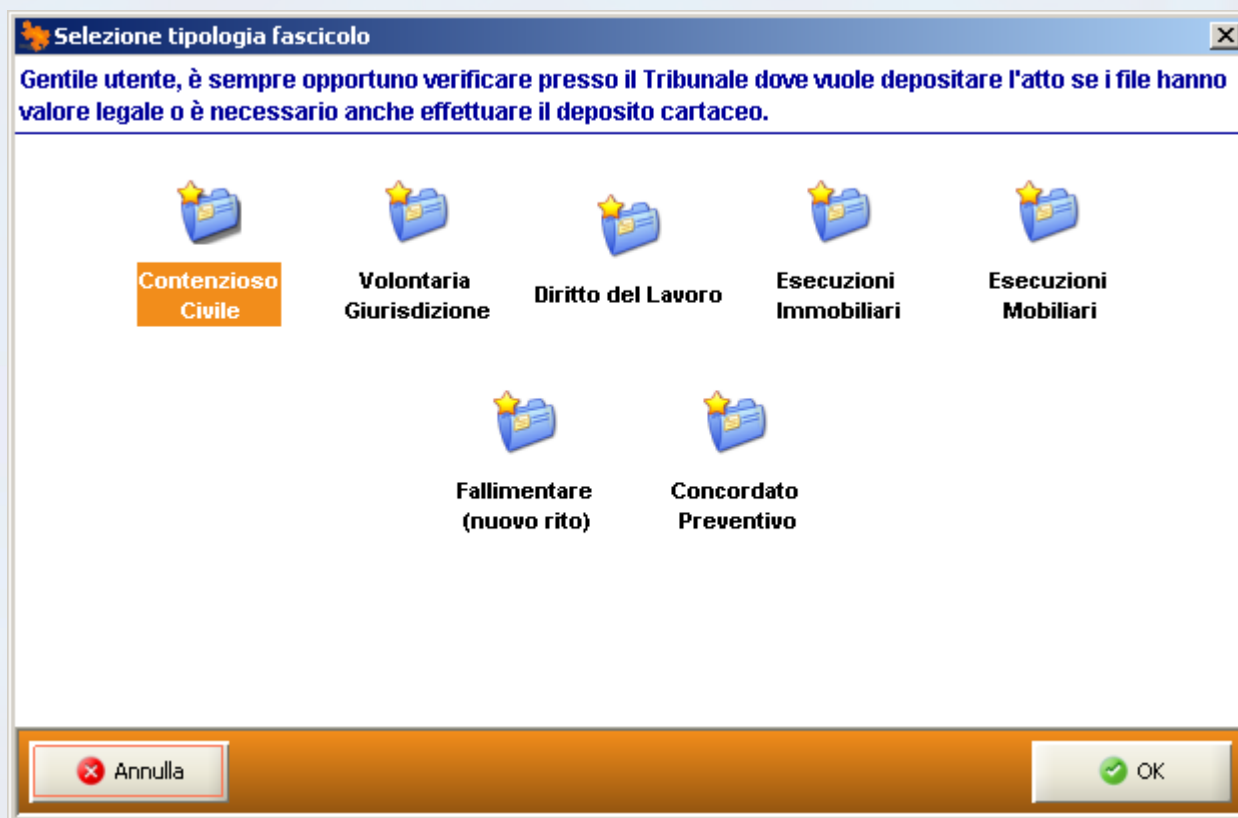 Selezione tipologia fascicolo
Gentile utente, è sempre opportuno verificare presso il Tribunale dove vuole depositare l'atto se i file hanno
valore legale o è necessario anche effettuare il deposito cartaceo.
Contenzioso
Civile
Volontaria
Giurisdizione
Diritto del Lavoro
Esecuzioni
Immobiliari
Esecuzioni
Mobiliari
Fallimentare
(nuovo rito)
Concordato
Preventivo
Annulla
OK